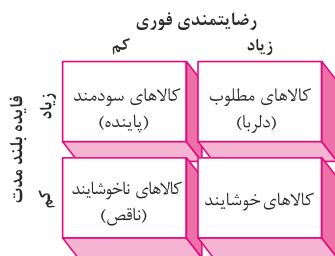 رضایتمندی فوری
زیاد
کم
فایده بلند مدت
زیاد
کم
کالاهای مطلوب
(دلربا)
کالاهای سودمند
(پاینده)
کالاهای خوشایند
کالاهای ناخوشایند
(ناقص)